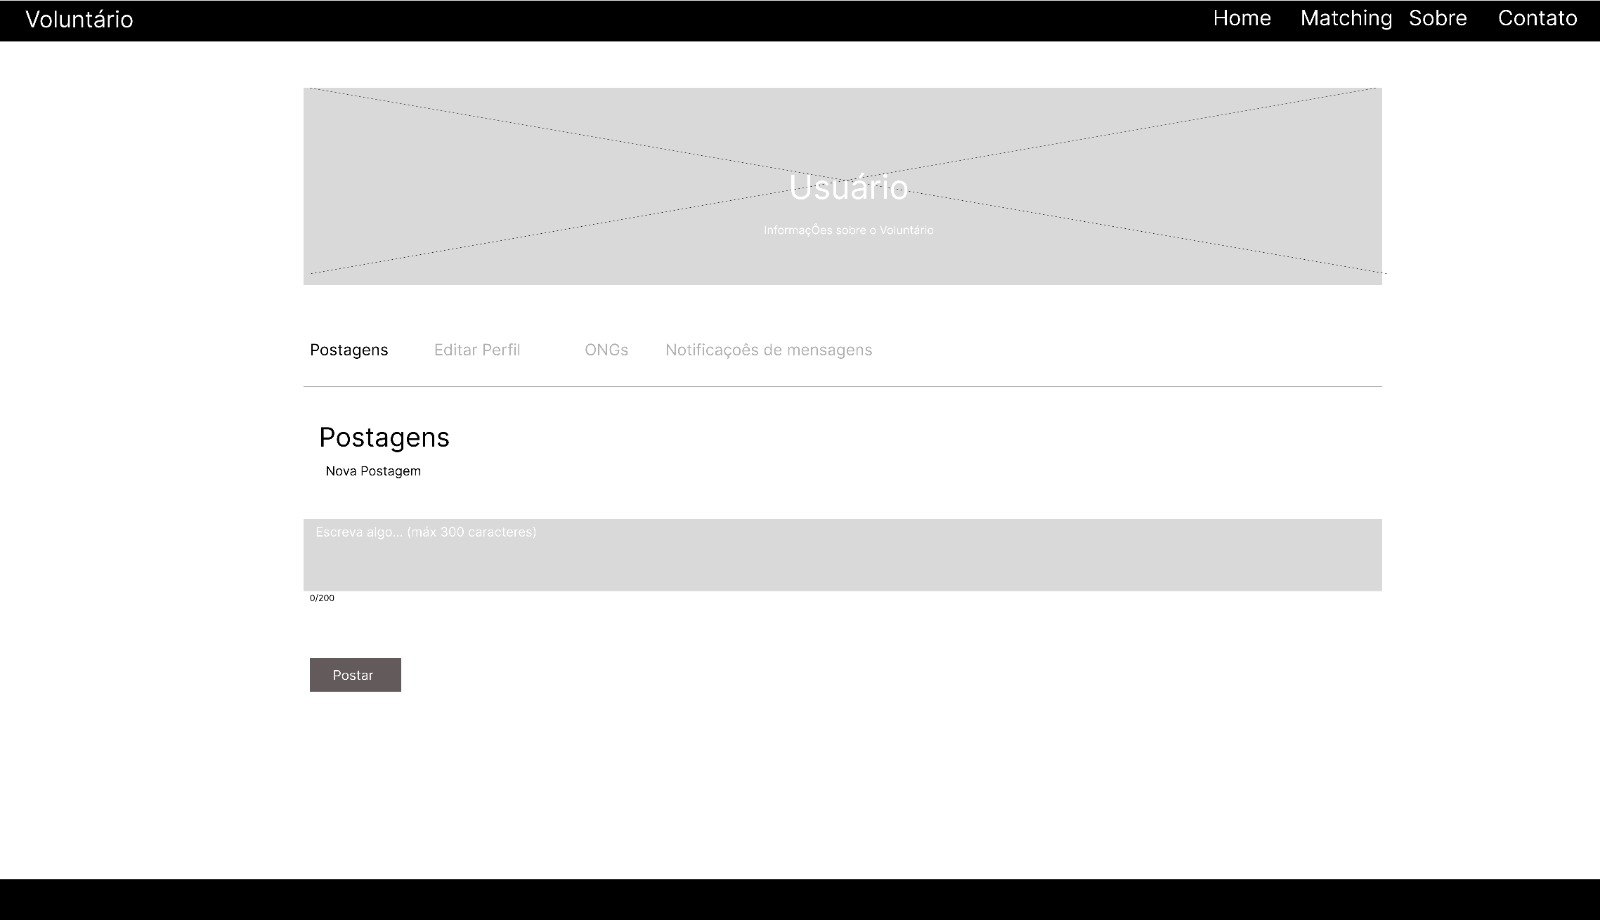 Voluntário
Home Matching Sobre Contato
Usuário
InformaçÕes sobre o Voluntário
Postagens Editar Perfil ONGs Notificaçoês de mensagens
Postagens
Nova Postagem
Escreva algo... (máx 300 caracteres)
0/200
Postar